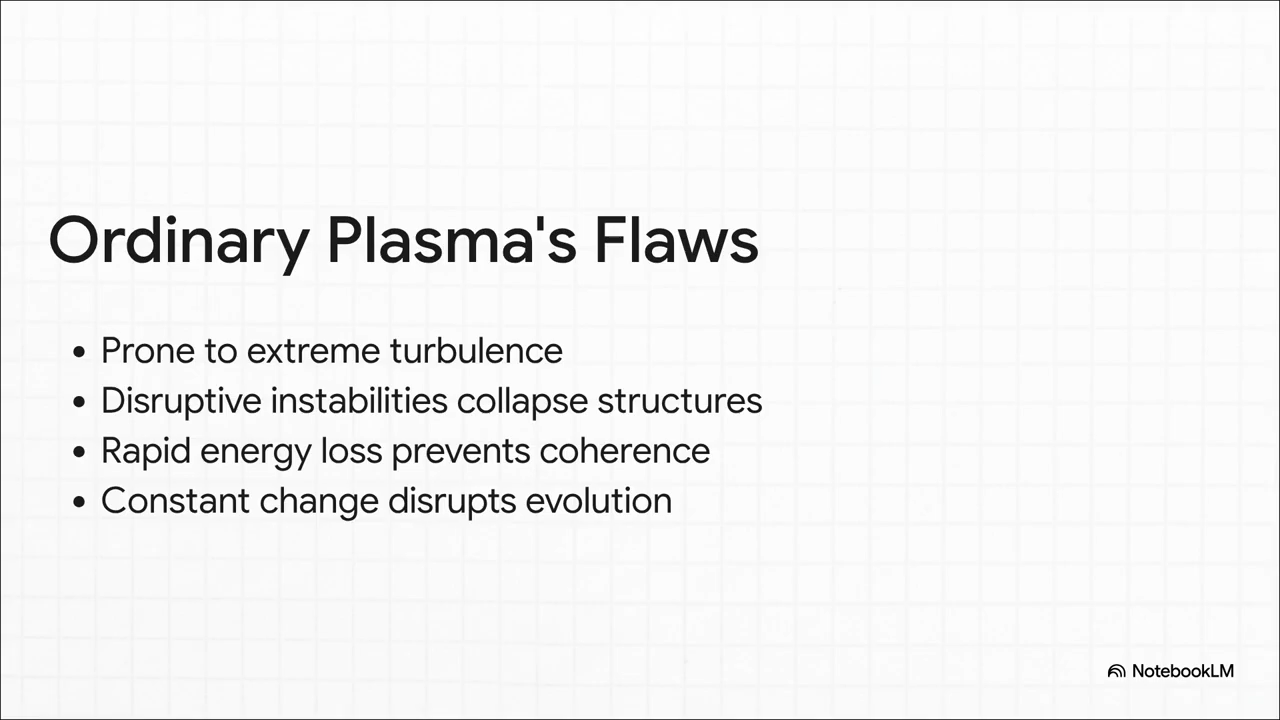 Ordinary Plasma's Flaws
• Prone to extreme turbulence
• Disruptive instabilities collapse structures
• Rapid energy loss prevents coherence
• Constant change disrupts evolution
NotebookLM